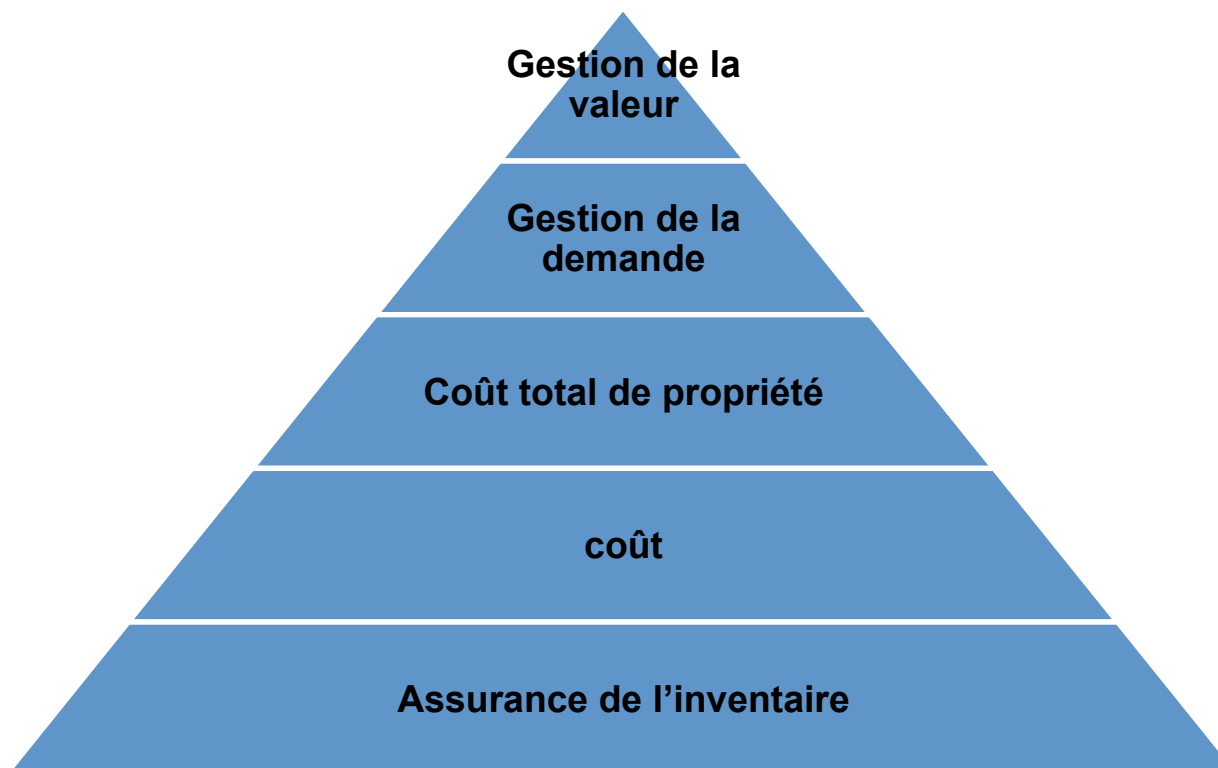 Gestion de la
valeur
Gestion de la
demande
Coût total de propriété
coût
Assurance de l’inventaire